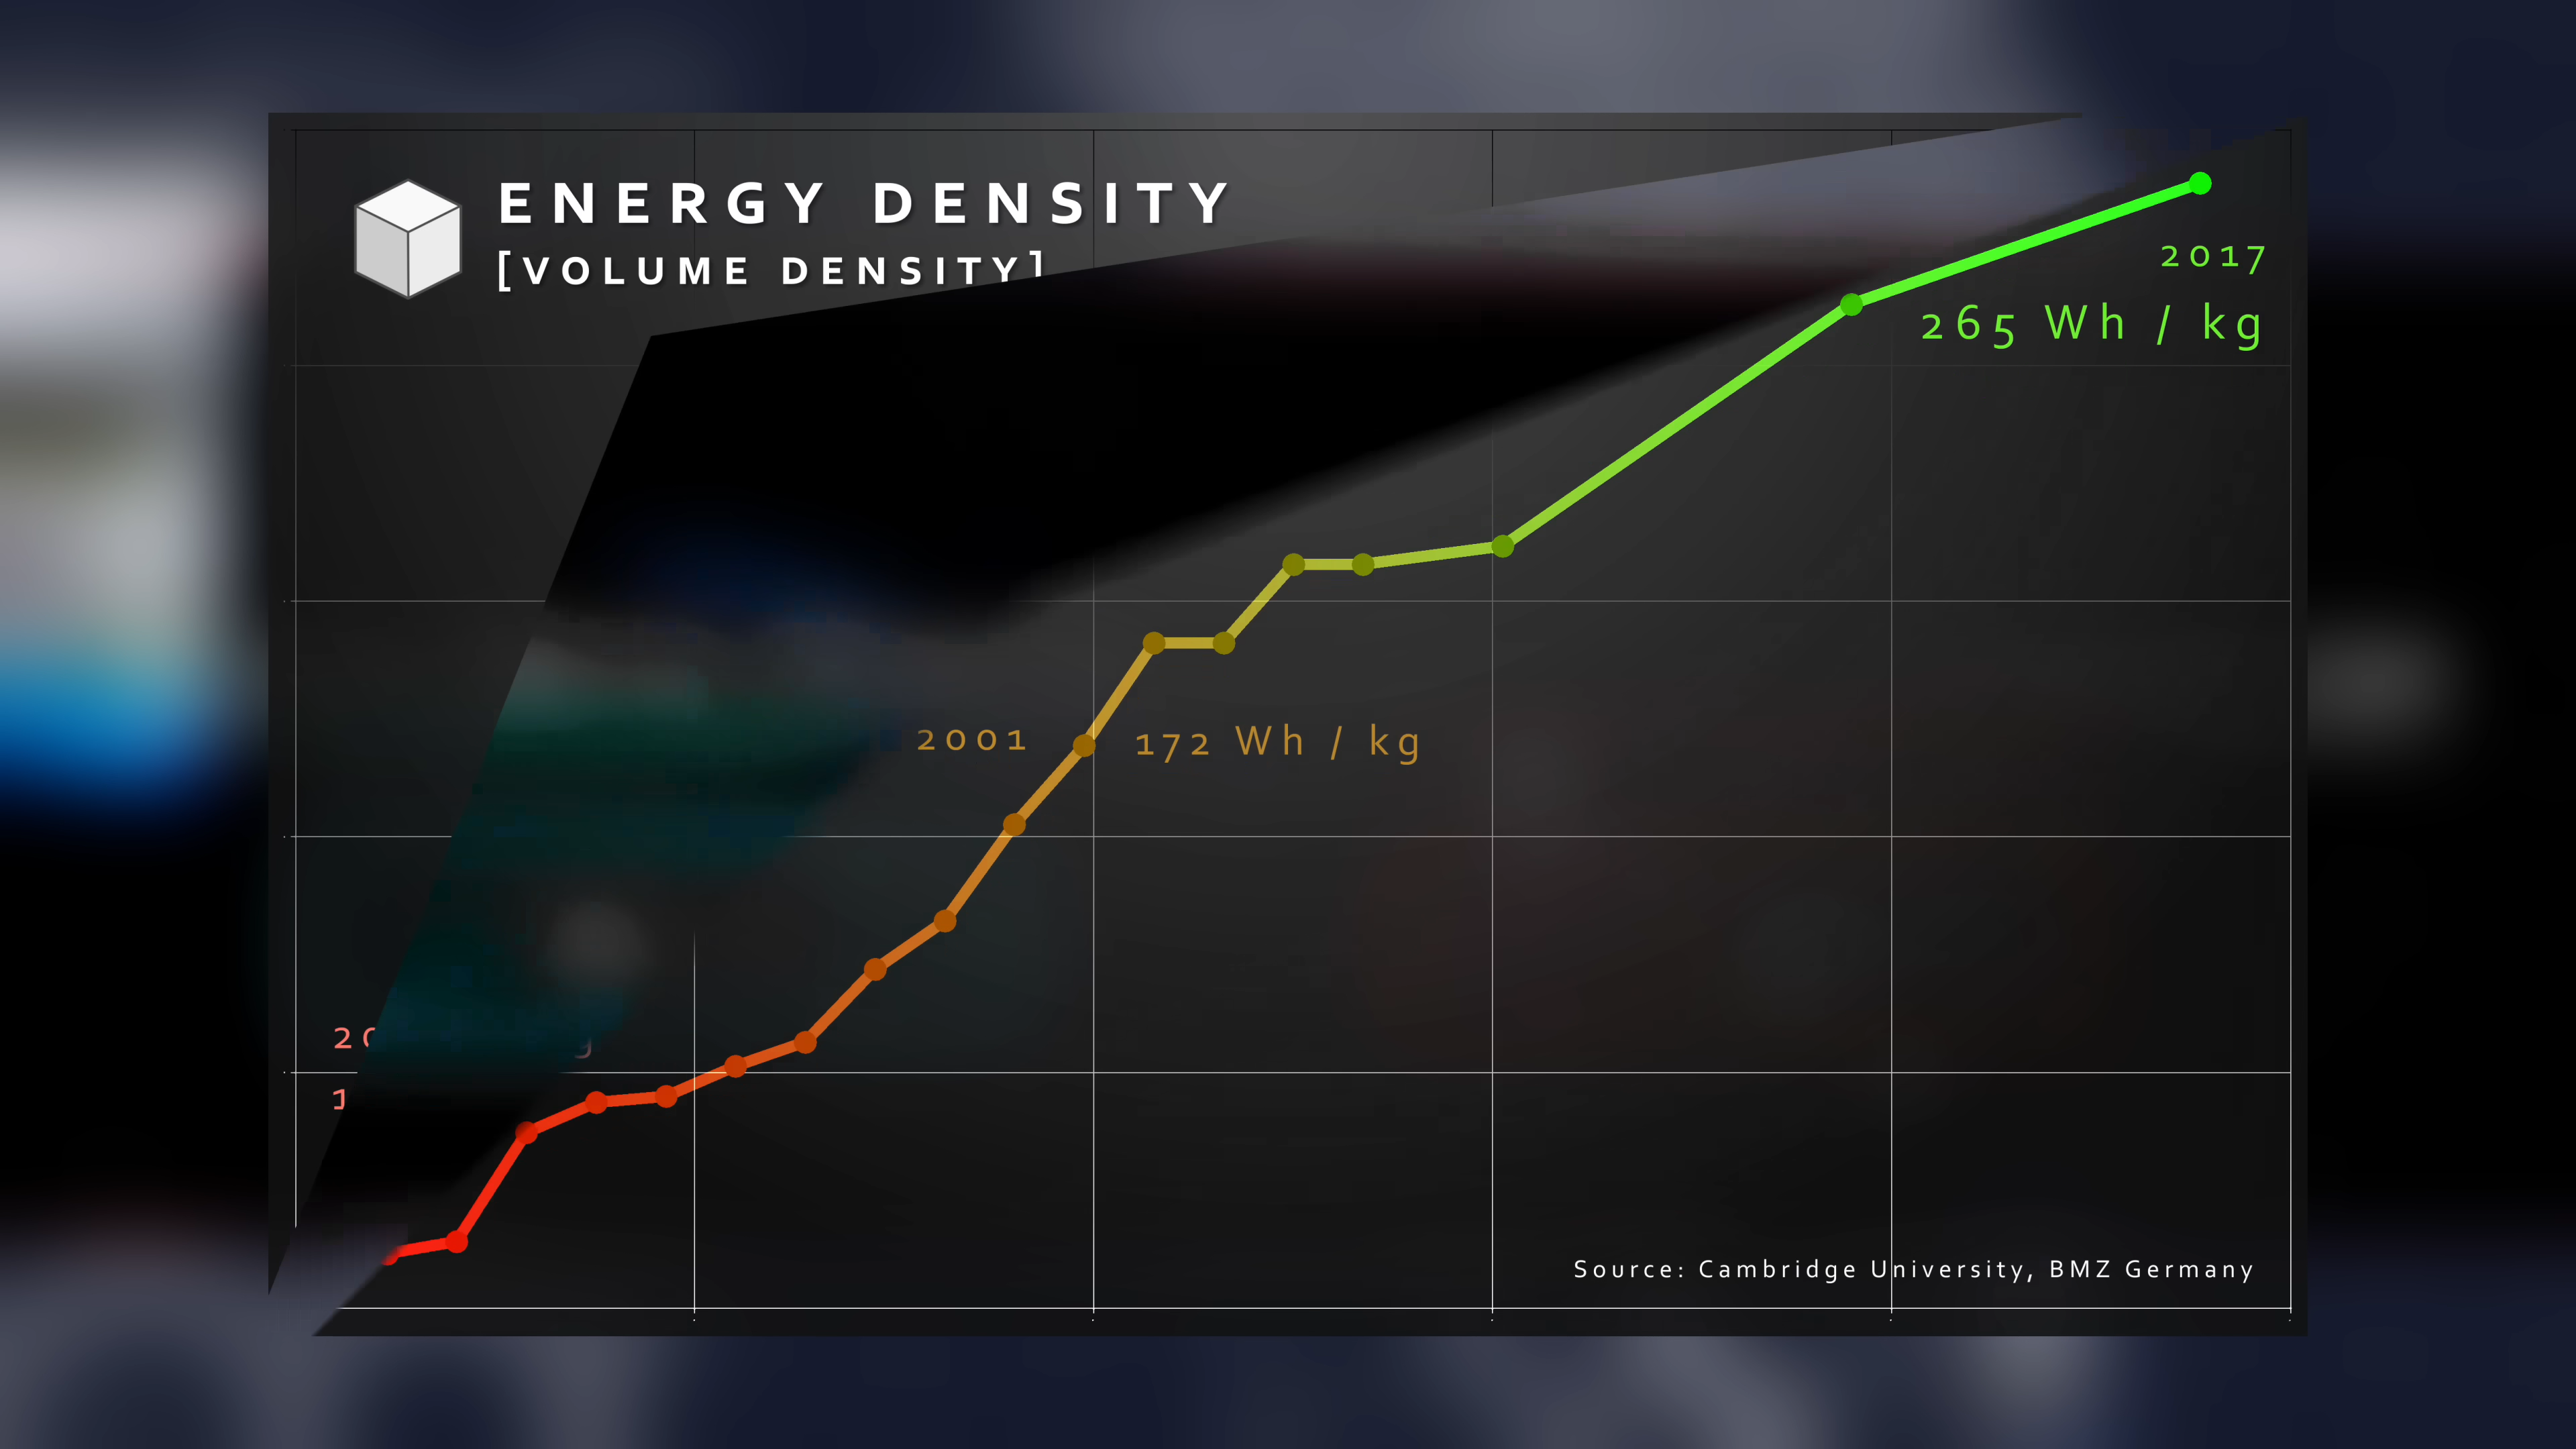 ENERGY DENSITY
[VOLUME DENSITY]
2017
265 Wh / kg
2001 172 Wh / kg
Source: Cambridge University, BMZ Germany